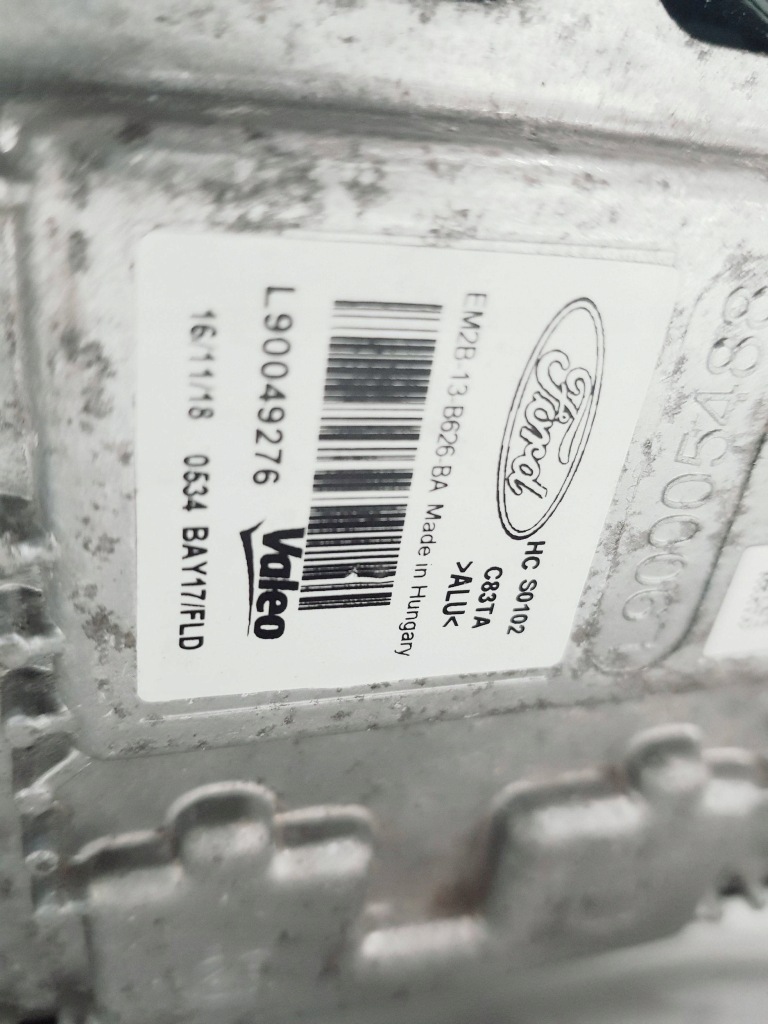 Ford
HC S0102
C83TA
>ALU<
EM2B-13-B626-BA Made in Hungary
L90049276
Valeo
16/11/18 0534 BAY17/FLD